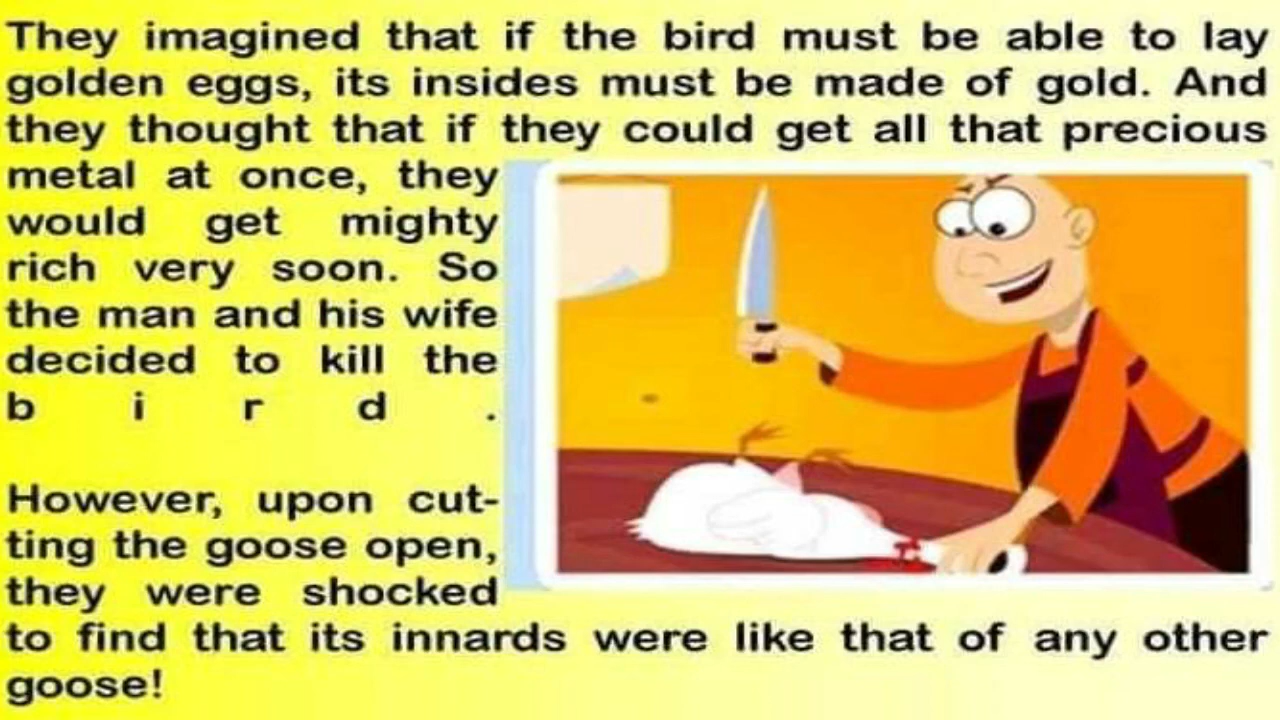 They imagined that if the bird must be able to lay
golden eggs, its insides must be made of gold. And
they thought that if they could get all that precious
metal at once, they
would get mighty
rich very soon. So
the man and his wife
decided to kill the
b i r d .
However, upon cut-
ting the goose open,
they were shocked
to find that its innards were like that of any other
goose!